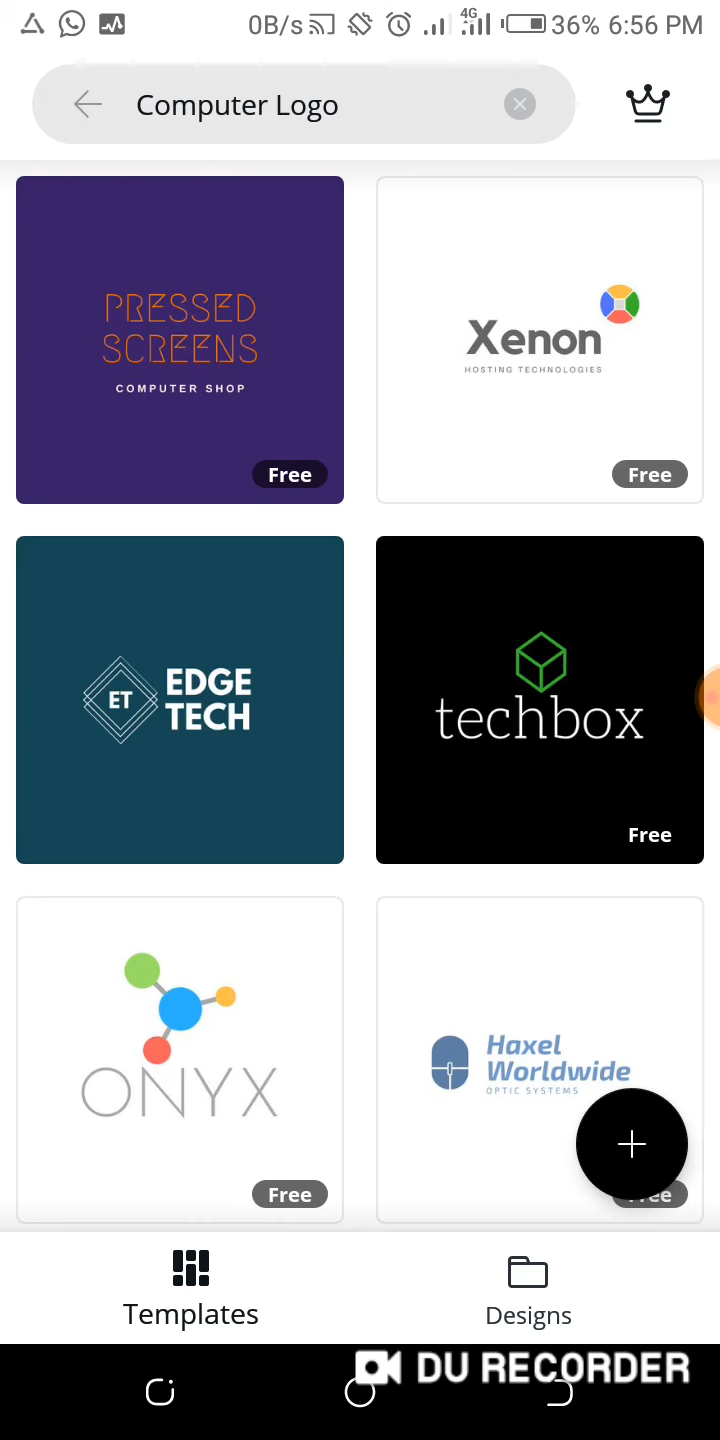 0B/s 4G 36% 6:56 PM
Computer Logo
PRESSED
SCREENS
COMPUTER SHOP
Free
Xenon
HOSTING TECHNOLOGIES
Free
ET
EDGE
TECH
techbox
Free
ONYX
Free
Haxel
Worldwide
OPTIC SYSTEMS
Free
Templates
Designs
DU RECORDER